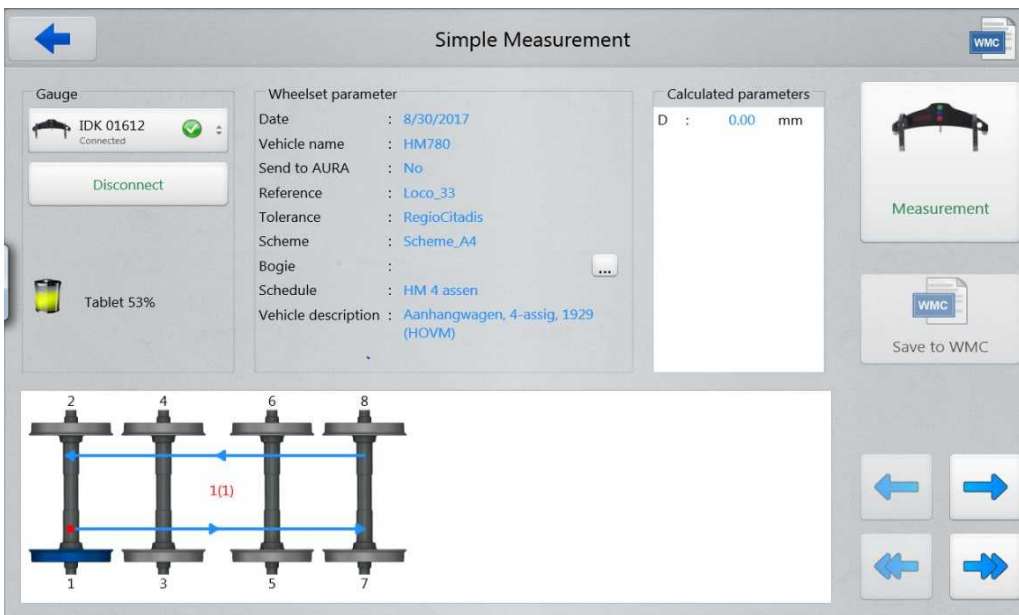 Simple Measurement
WMC
Gauge
IDK 01612
Connected
Disconnect
Tablet 53%
Wheelset parameter
Date : 8/30/2017
Vehicle name : HM780
Send to AURA : No
Reference : Loco_33
Tolerance : RegioCitadis
Scheme : Scheme_A4
Bogie : ...
Schedule : HM 4 assen
Vehicle description : Aanhangwagen, 4-assig, 1929
(HOVM)
Calculated parameters
D : 0.00 mm
Measurement
WMC
Save to WMC
2 4 6 8
1(1)
1 3 5 7